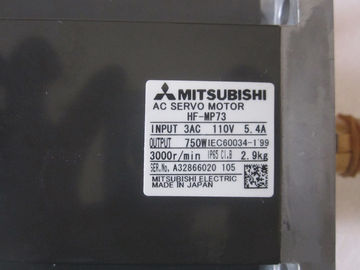 MITSUBISHI
AC SERVO MOTOR
HF-MP73
INPUT 3AC 110V 5.4A
OUTPUT 750W IEC60034-1'99
3000r/min IP65 Cl.B 2.9kg
SER.No. A32866020 105
MITSUBISHI ELECTRIC
MADE IN JAPAN